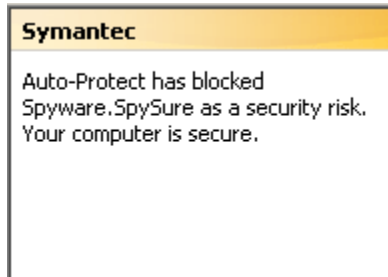 Symantec
Auto-Protect has blocked
Spyware.SpySure as a security risk.
Your computer is secure.